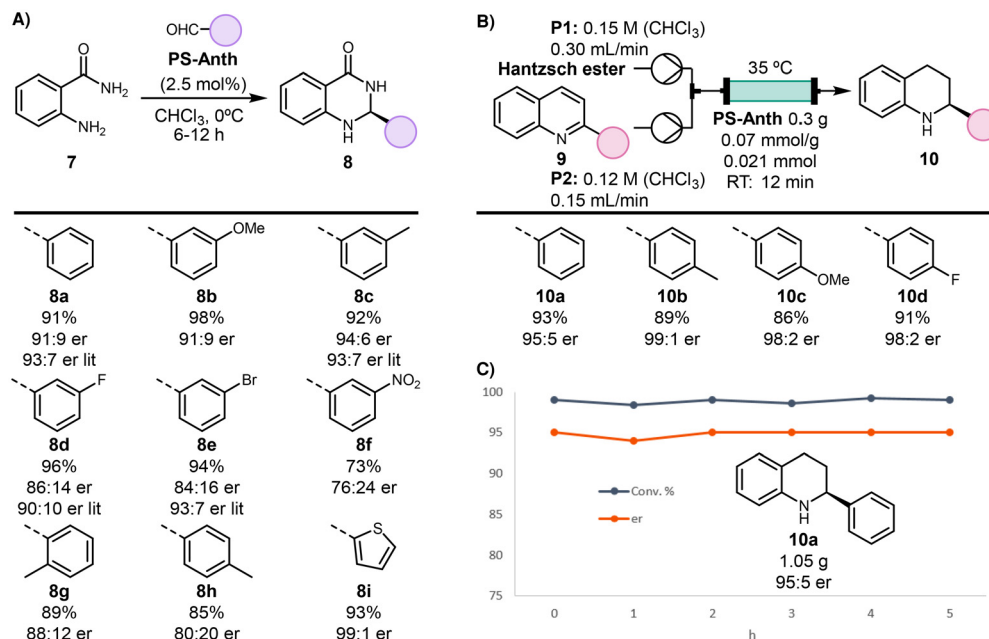 A)
OHC
PS-Anth
(2.5 mol%)
CHCl3, 0ºC
6-12 h
O
NH2
NH2
7
O
NH
N
H
8
8a
91%
91:9 er
93:7 er lit
OMe
8b
98%
91:9 er
8c
92%
94:6 er
93:7 er lit
F
8d
96%
86:14 er
90:10 er lit
Br
8e
94%
84:16 er
93:7 er lit
NO2
8f
73%
76:24 er
8g
89%
88:12 er
8h
85%
80:20 er
S
8i
93%
99:1 er
B)
P1: 0.15 M (CHCl3)
0.30 mL/min
Hantzsch ester
N
9
P2: 0.12 M (CHCl3)
0.15 mL/min
35 ºC
PS-Anth 0.3 g
0.07 mmol/g
0.021 mmol
RT: 12 min
N
H
10
10a
93%
95:5 er
10b
89%
99:1 er
OMe
10c
86%
98:2 er
F
10d
91%
98:2 er
C)
100
95
90
85
80
75
Conv. %
er
N
H
10a
1.05 g
95:5 er
0 1 2 3 4 5
h